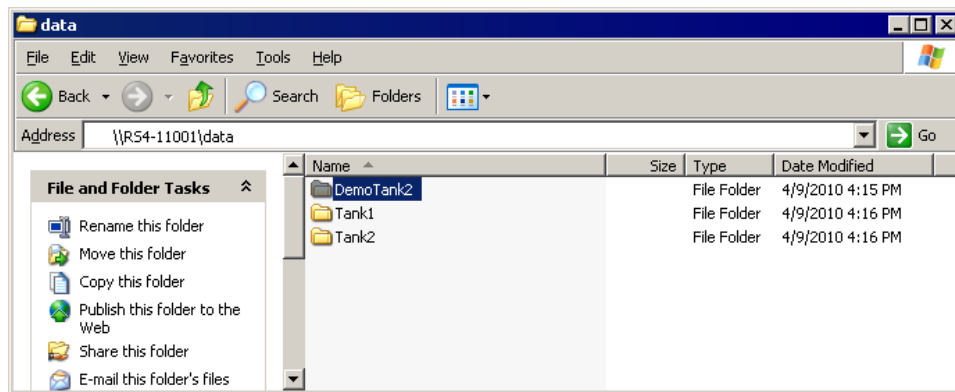 data
File Edit View Favorites Tools Help
Back Search Folders
Address \\RS4-11001\data Go
File and Folder Tasks
Rename this folder
Move this folder
Copy this folder
Publish this folder to the
Web
Share this folder
E-mail this folder's files
Name Size Type Date Modified
DemoTank2 File Folder 4/9/2010 4:15 PM
Tank1 File Folder 4/9/2010 4:16 PM
Tank2 File Folder 4/9/2010 4:16 PM